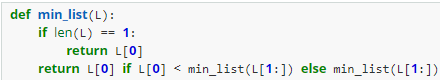 def min_list(L):
    if len(L) == 1:
        return L[0]
    return L[0] if L[0] < min_list(L[1:]) else min_list(L[1:])